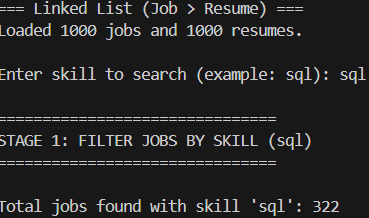 === Linked List (Job > Resume) ===
Loaded 1000 jobs and 1000 resumes.
Enter skill to search (example: sql): sql
================================
STAGE 1: FILTER JOBS BY SKILL (sql)
================================
Total jobs found with skill 'sql': 322